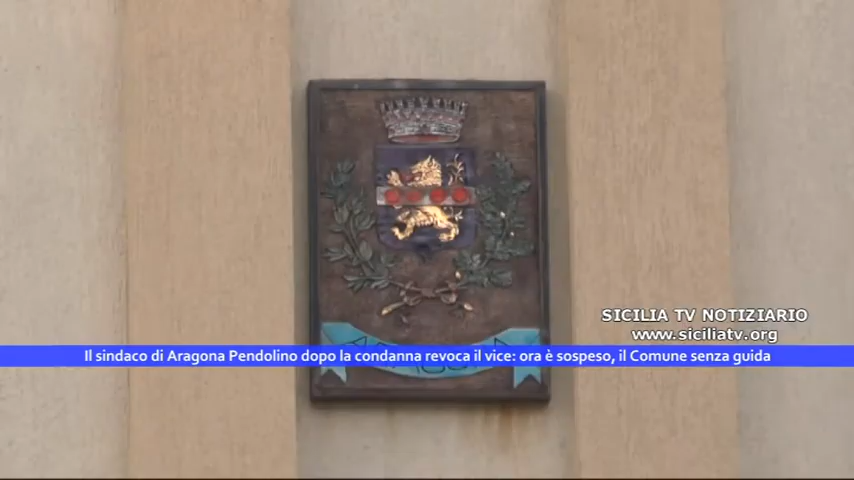 SICILIA TV NOTIZIARIO
www.siciliatv.org
Il sindaco di Aragona Pendolino dopo la condanna revoca il vice: ora è sospeso, il Comune senza guida